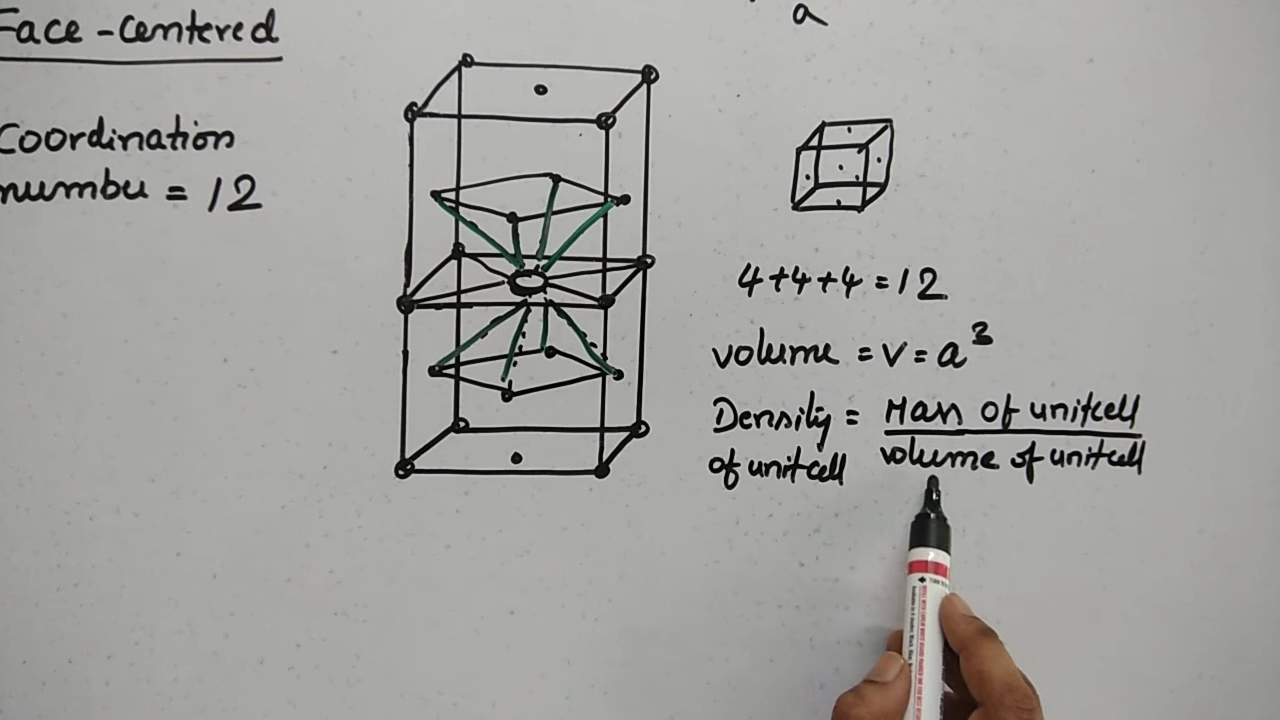 Face-centered
a
Coordination
numbu = 12
4+4+4=12
volume = v = a³
Density = Mass of unitcell
of unitcell volume of unitcell